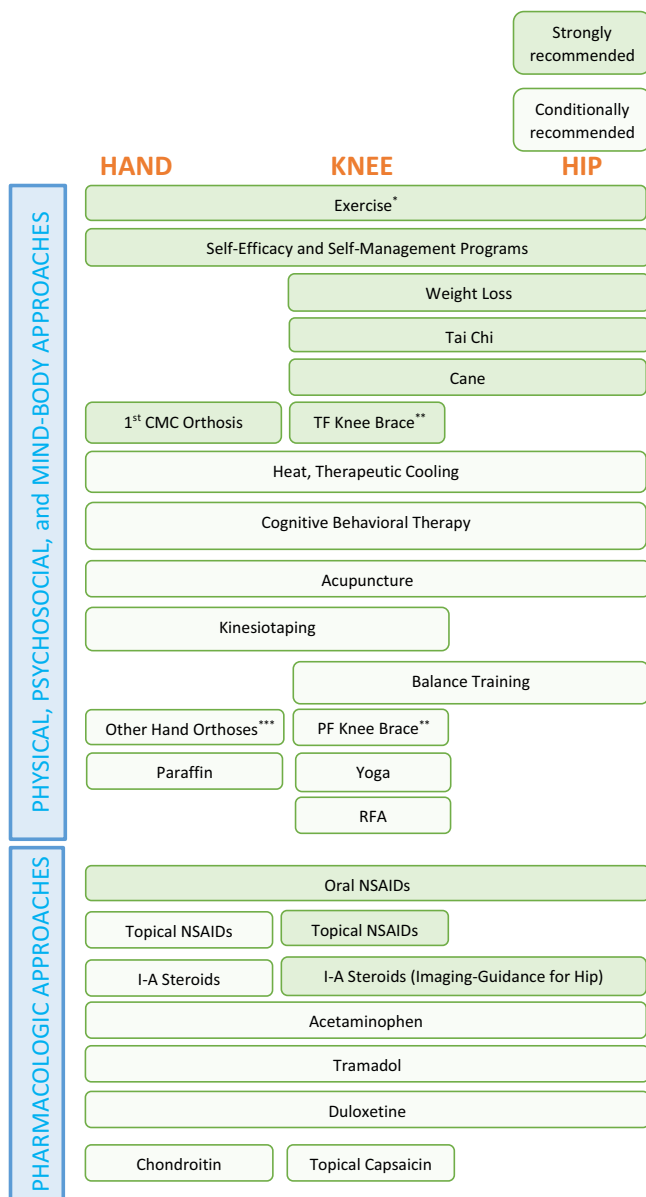 Strongly
recommended
Conditionally
recommended
HAND KNEE HIP
PHYSICAL, PSYCHOSOCIAL, and MIND-BODY APPROACHES
Exercise*
Self-Efficacy and Self-Management Programs
Weight Loss
Tai Chi
Cane
1st CMC Orthosis TF Knee Brace**
Heat, Therapeutic Cooling
Cognitive Behavioral Therapy
Acupuncture
Kinesiotaping
Balance Training
Other Hand Orthoses*** PF Knee Brace**
Paraffin Yoga
RFA
PHARMACOLOGIC APPROACHES
Oral NSAIDs
Topical NSAIDs Topical NSAIDs
I-A Steroids I-A Steroids (Imaging-Guidance for Hip)
Acetaminophen
Tramadol
Duloxetine
Chondroitin Topical Capsaicin